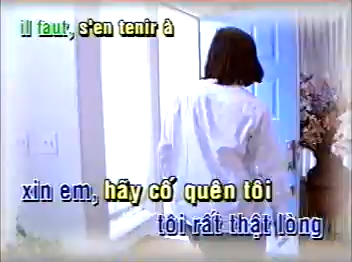 il faut, s'en tenir à
xin em, hãy cố quên tôi
tôi rất thật lòng